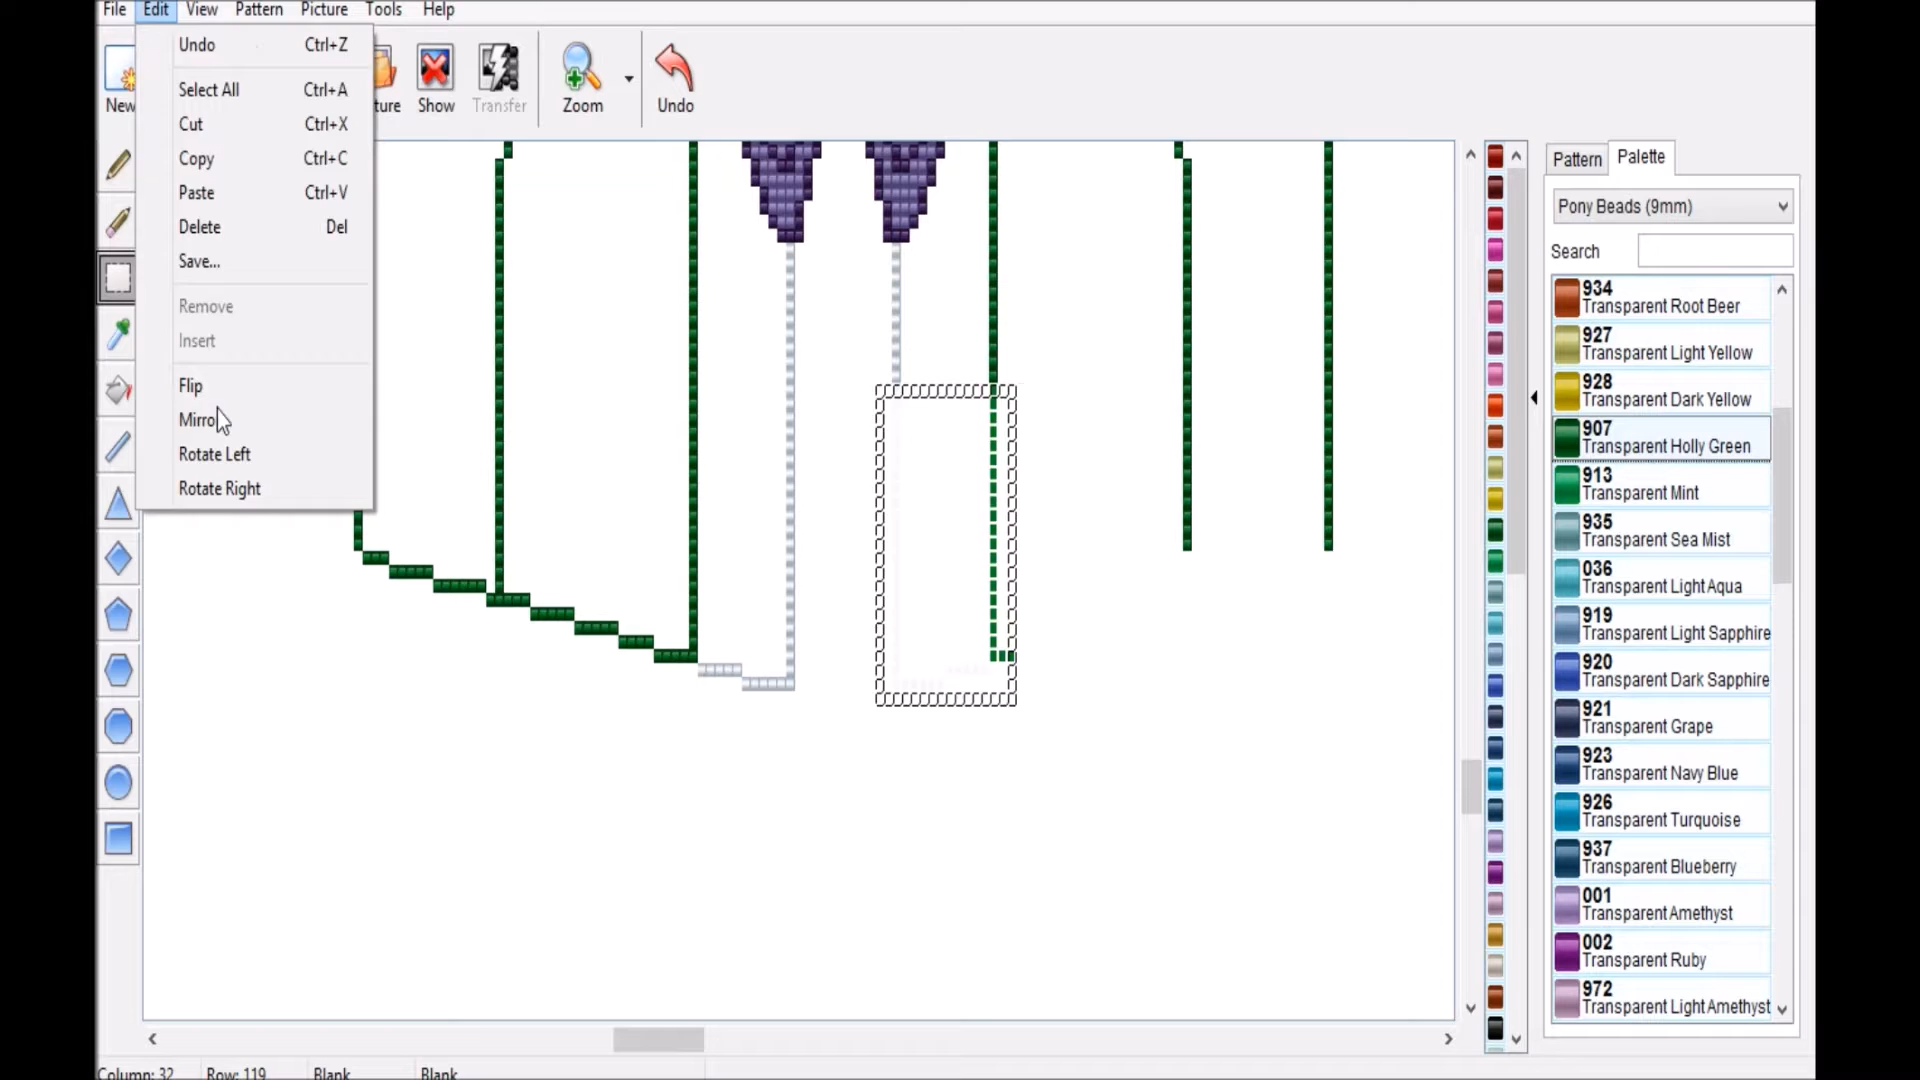 File Edit View Pattern Picture Tools Help
Undo Ctrl+Z
Select All Ctrl+A
Cut Ctrl+X
Copy Ctrl+C
Paste Ctrl+V
Delete Del
Save...
Remove
Insert
Flip
Mirro
Rotate Left
Rotate Right
New
ture
Show
Transfer
Zoom
Undo
Pattern Palette
Pony Beads (9mm)
Search
934
Transparent Root Beer
927
Transparent Light Yellow
928
Transparent Dark Yellow
907
Transparent Holly Green
913
Transparent Mint
935
Transparent Sea Mist
036
Transparent Light Aqua
919
Transparent Light Sapphire
920
Transparent Dark Sapphire
921
Transparent Grape
923
Transparent Navy Blue
926
Transparent Turquoise
937
Transparent Blueberry
001
Transparent Amethyst
002
Transparent Ruby
972
Transparent Light Amethyst
Column: 32 Row: 119 Blank Blank